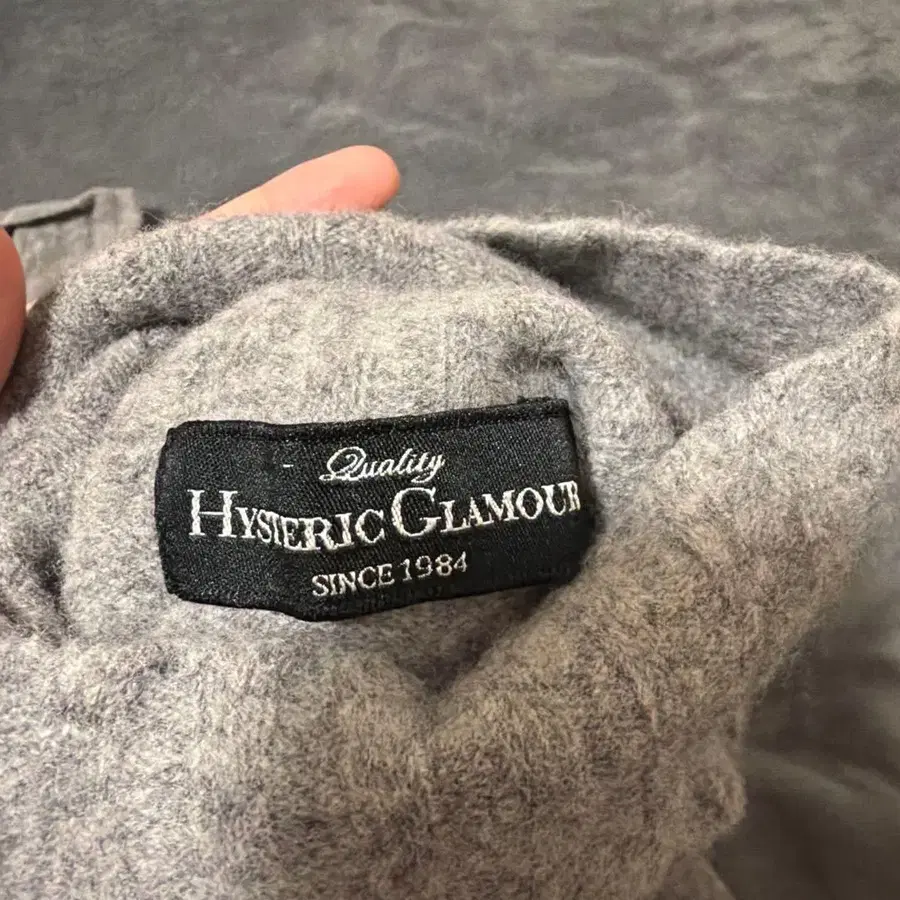 Quality
HYSTERIC GLAMOUR
SINCE 1984